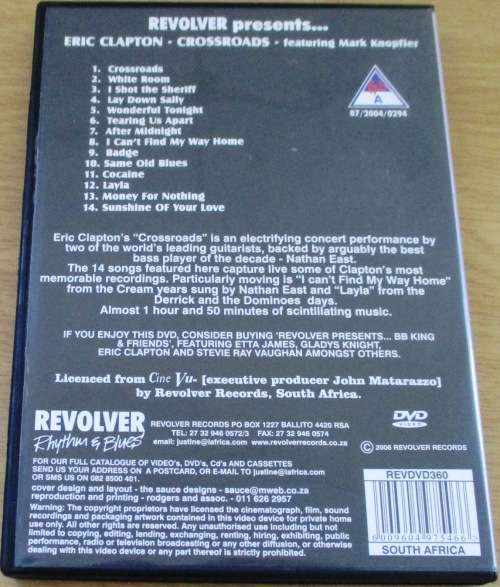 REVOLVER presents...
ERIC CLAPTON · CROSSROADS · featuring Mark Knopfler
1. Crossroads
2. White Room
3. I Shot the Sheriff
4. Lay Down Sally
5. Wonderful Tonight
6. Tearing Us Apart
7. After Midnight
8. I Can't Find My Way Home
9. Badge
10. Same Old Blues
11. Cocaine
12. Layla
13. Money For Nothing
14. Sunshine Of Your Love
A
07/2004/0294
Eric Clapton's "Crossroads" is an electrifying concert performance by
two of the world's leading guitarists, backed by arguably the best
bass player of the decade - Nathan East.
The 14 songs featured here capture live some of Clapton's most
memorable recordings. Particularly moving is "I can't Find My Way Home"
from the Cream years sung by Nathan East and "Layla" from the
Derrick and the Dominoes days.
Almost 1 hour and 50 minutes of scintillating music.
IF YOU ENJOY THIS DVD, CONSIDER BUYING 'REVOLVER PRESENTS... BB KING
& FRIENDS', FEATURING ETTA JAMES, GLADYS KNIGHT,
ERIC CLAPTON AND STEVIE RAY VAUGHAN AMONGST OTHERS.
Licenced from Cine Vu- [executive producer John Matarazzo]
by Revolver Records, South Africa.
REVOLVER
Rhythm & Blues
REVOLVER RECORDS PO BOX 1227 BALLITO 4420 RSA
TEL: 27 32 946 0572/3 FAX: 27 32 946 0574
email: justine@lafrica.com www.revolverrecords.co.za
DVD
VIDEO
© 2006 REVOLVER RECORDS
FOR OUR FULL CATALOGUE OF VIDEO's, DVD's, Cd's AND CASSETTES
SEND US YOUR ADDRESS ON A POSTCARD, OR E-MAIL TO justine@lafrica.com
OR SMS US ON 082 8500 401.
cover design and layout - the sauce designs - sauce@mweb.co.za
reproduction and printing - rodgers and assoc. - 011 626 2957
Warning: The copyright proprietors have licensed the cinematograph, film, sound
recordings and packaging artwork contained in this video device for private home
use only. All other rights are reserved. Any unauthorised use including but not
limited to copying, editing, lending, exchanging, renting, hiring, exhibiting, public
performance, radio or television broadcasting or any other diffusion, or otherwise
dealing with this video device or any part thereof is strictly prohibited.
REVDVD360
6009604975466
SOUTH AFRICA